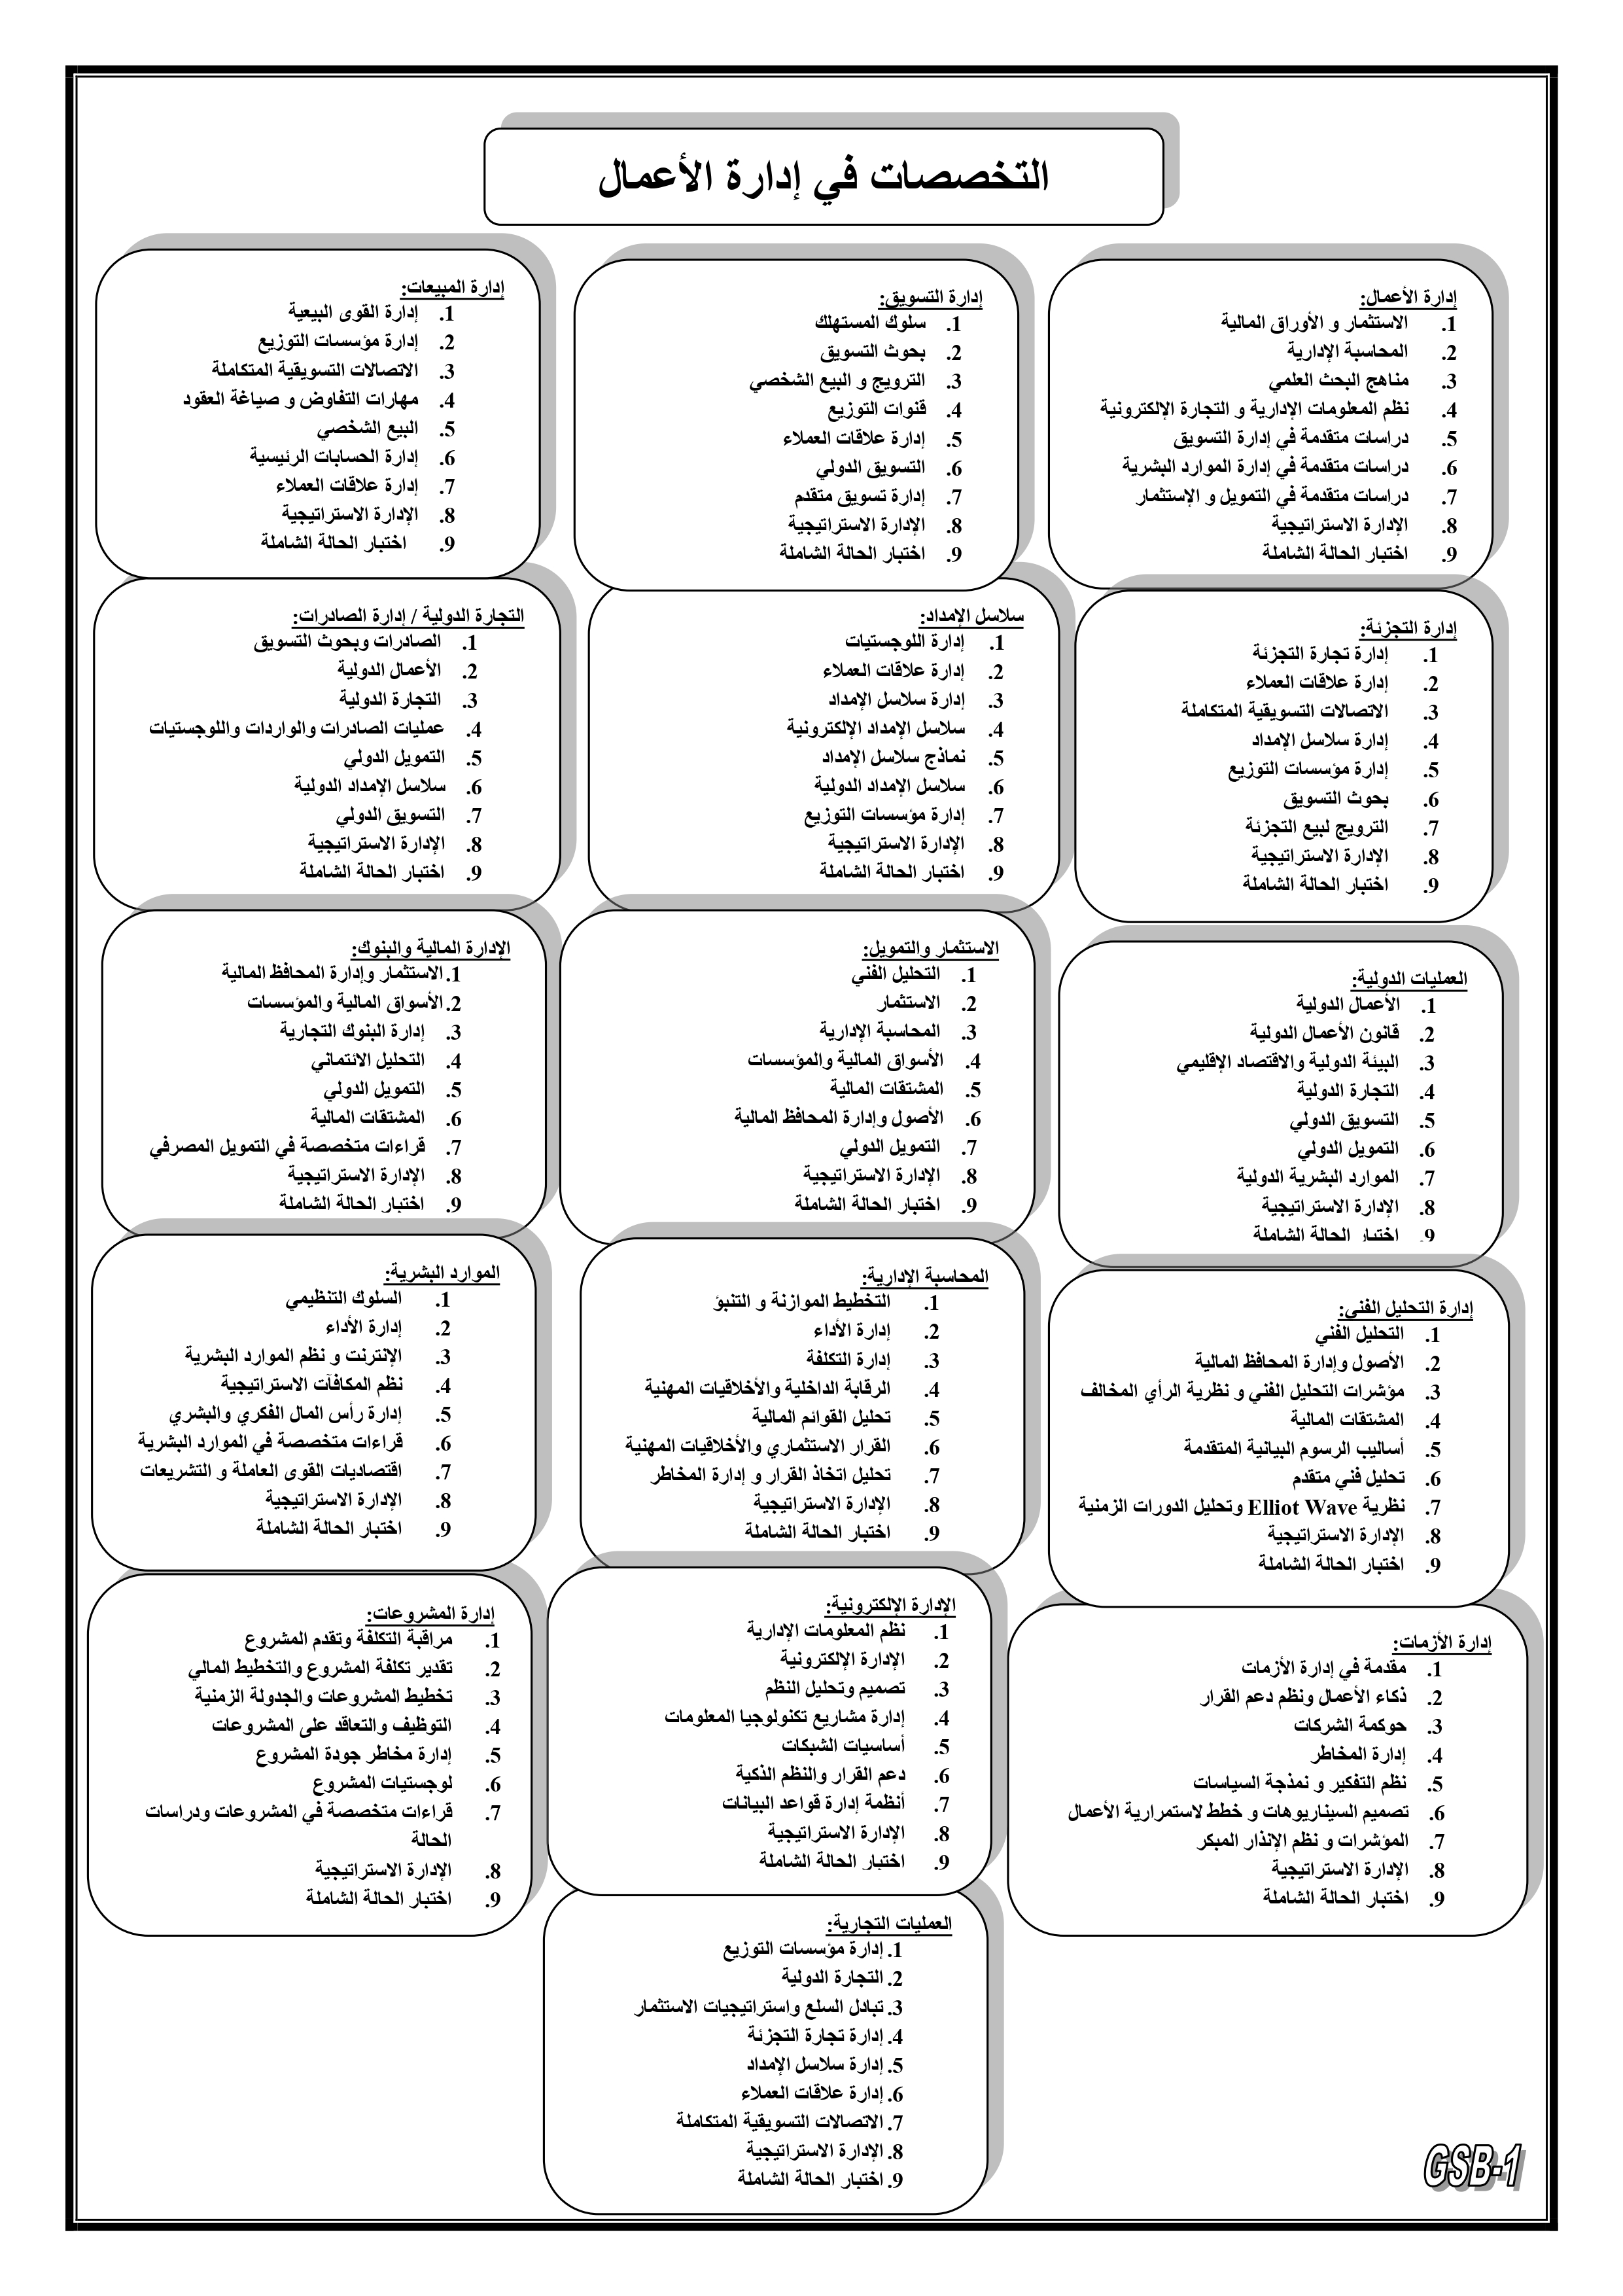 التخصصات في إدارة الأعمال
إدارة الأعمال:
1. الاستثمار و الأوراق المالية
2. المحاسبة الإدارية
3. مناهج البحث العلمي
4. نظم المعلومات الإدارية و التجارة الإلكترونية
5. دراسات متقدمة في إدارة التسويق
6. دراسات متقدمة في إدارة الموارد البشرية
7. دراسات متقدمة في التمويل و الإستثمار
8. الإدارة الاستراتيجية
9. اختبار الحالة الشاملة
إدارة التسويق:
1. سلوك المستهلك
2. بحوث التسويق
3. الترويج و البيع الشخصي
4. قنوات التوزيع
5. إدارة علاقات العملاء
6. التسويق الدولي
7. إدارة تسويق متقدم
8. الإدارة الاستراتيجية
9. اختبار الحالة الشاملة
إدارة المبيعات:
1. إدارة القوى البيعية
2. إدارة مؤسسات التوزيع
3. الاتصالات التسويقية المتكاملة
4. مهارات التفاوض و صياغة العقود
5. البيع الشخصي
6. إدارة الحسابات الرئيسية
7. إدارة علاقات العملاء
8. الإدارة الاستراتيجية
9. اختبار الحالة الشاملة
إدارة التجزئة:
1. إدارة تجارة التجزئة
2. إدارة علاقات العملاء
3. الاتصالات التسويقية المتكاملة
4. إدارة سلاسل الإمداد
5. إدارة مؤسسات التوزيع
6. بحوث التسويق
7. الترويج لبيع التجزئة
8. الإدارة الاستراتيجية
9. اختبار الحالة الشاملة
سلاسل الإمداد:
1. إدارة اللوجستيات
2. إدارة علاقات العملاء
3. إدارة سلاسل الإمداد
4. سلاسل الإمداد الإلكترونية
5. نماذج سلاسل الإمداد
6. سلاسل الإمداد الدولية
7. إدارة مؤسسات التوزيع
8. الإدارة الاستراتيجية
9. اختبار الحالة الشاملة
التجارة الدولية / إدارة الصادرات:
1. الصادرات وبحوث التسويق
2. الأعمال الدولية
3. التجارة الدولية
4. عمليات الصادرات والواردات واللوجستيات
5. التمويل الدولي
6. سلاسل الإمداد الدولية
7. التسويق الدولي
8. الإدارة الاستراتيجية
9. اختبار الحالة الشاملة
العمليات الدولية:
1. الأعمال الدولية
2. قانون الأعمال الدولية
3. البيئة الدولية والاقتصاد الإقليمي
4. التجارة الدولية
5. التسويق الدولي
6. التمويل الدولي
7. الموارد البشرية الدولية
8. الإدارة الاستراتيجية
9. اختبار الحالة الشاملة
الاستثمار والتمويل:
1. التحليل الفني
2. الاستثمار
3. المحاسبة الإدارية
4. الأسواق المالية والمؤسسات
5. المشتقات المالية
6. الأصول وإدارة المحافظ المالية
7. التمويل الدولي
8. الإدارة الاستراتيجية
9. اختبار الحالة الشاملة
الإدارة المالية والبنوك:
1. الاستثمار وإدارة المحافظ المالية
2. الأسواق المالية والمؤسسات
3. إدارة البنوك التجارية
4. التحليل الائتماني
5. التمويل الدولي
6. المشتقات المالية
7. قراءات متخصصة في التمويل المصرفي
8. الإدارة الاستراتيجية
9. اختبار الحالة الشاملة
إدارة التحليل الفني:
1. التحليل الفني
2. الأصول وإدارة المحافظ المالية
3. مؤشرات التحليل الفني و نظرية الرأي المخالف
4. المشتقات المالية
5. أساليب الرسوم البيانية المتقدمة
6. تحليل فني متقدم
7. نظرية Elliot Wave وتحليل الدورات الزمنية
8. الإدارة الاستراتيجية
9. اختبار الحالة الشاملة
المحاسبة الإدارية:
1. التخطيط الموازنة و التنبؤ
2. إدارة الأداء
3. إدارة التكلفة
4. الرقابة الداخلية والأخلاقيات المهنية
5. تحليل القوائم المالية
6. القرار الاستثماري والأخلاقيات المهنية
7. تحليل اتخاذ القرار و إدارة المخاطر
8. الإدارة الاستراتيجية
9. اختبار الحالة الشاملة
الموارد البشرية:
1. السلوك التنظيمي
2. إدارة الأداء
3. الإنترنت و نظم الموارد البشرية
4. نظم المكافآت الاستراتيجية
5. إدارة رأس المال الفكري والبشري
6. قراءات متخصصة في الموارد البشرية
7. اقتصاديات القوى العاملة و التشريعات
8. الإدارة الاستراتيجية
9. اختبار الحالة الشاملة
إدارة الأزمات:
1. مقدمة في إدارة الأزمات
2. ذكاء الأعمال ونظم دعم القرار
3. حوكمة الشركات
4. إدارة المخاطر
5. نظم التفكير و نمذجة السياسات
6. تصميم السيناريوهات و خطط لاستمرارية الأعمال
7. المؤشرات و نظم الإنذار المبكر
8. الإدارة الاستراتيجية
9. اختبار الحالة الشاملة
الإدارة الإلكترونية:
1. نظم المعلومات الإدارية
2. الإدارة الإلكترونية
3. تصميم وتحليل النظم
4. إدارة مشاريع تكنولوجيا المعلومات
5. أساسيات الشبكات
6. دعم القرار والنظم الذكية
7. أنظمة إدارة قواعد البيانات
8. الإدارة الاستراتيجية
9. اختبار الحالة الشاملة
إدارة المشروعات:
1. مراقبة التكلفة وتقدم المشروع
2. تقدير تكلفة المشروع والتخطيط المالي
3. تخطيط المشروعات والجدولة الزمنية
4. التوظيف والتعاقد على المشروعات
5. إدارة مخاطر جودة المشروع
6. لوجستيات المشروع
7. قراءات متخصصة في المشروعات ودراسات
الحالة
8. الإدارة الاستراتيجية
9. اختبار الحالة الشاملة
العمليات التجارية:
1. إدارة مؤسسات التوزيع
2. التجارة الدولية
3. تبادل السلع واستراتيجيات الاستثمار
4. إدارة تجارة التجزئة
5. إدارة سلاسل الإمداد
6. إدارة علاقات العملاء
7. الاتصالات التسويقية المتكاملة
8. الإدارة الاستراتيجية
9. اختبار الحالة الشاملة
GSB-1